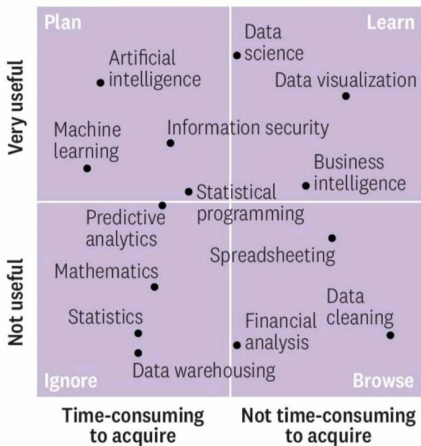 Plan
Learn
Data
science
Artificial
intelligence
Data visualization
Very useful
Information security
Machine
learning
Business
intelligence
Statistical
programming
Predictive
analytics
Spreadsheeting
Mathematics
Not useful
Data
cleaning
Statistics
Financial
analysis
Data warehousing
Ignore
Browse
Time-consuming
to acquire
Not time-consuming
to acquire